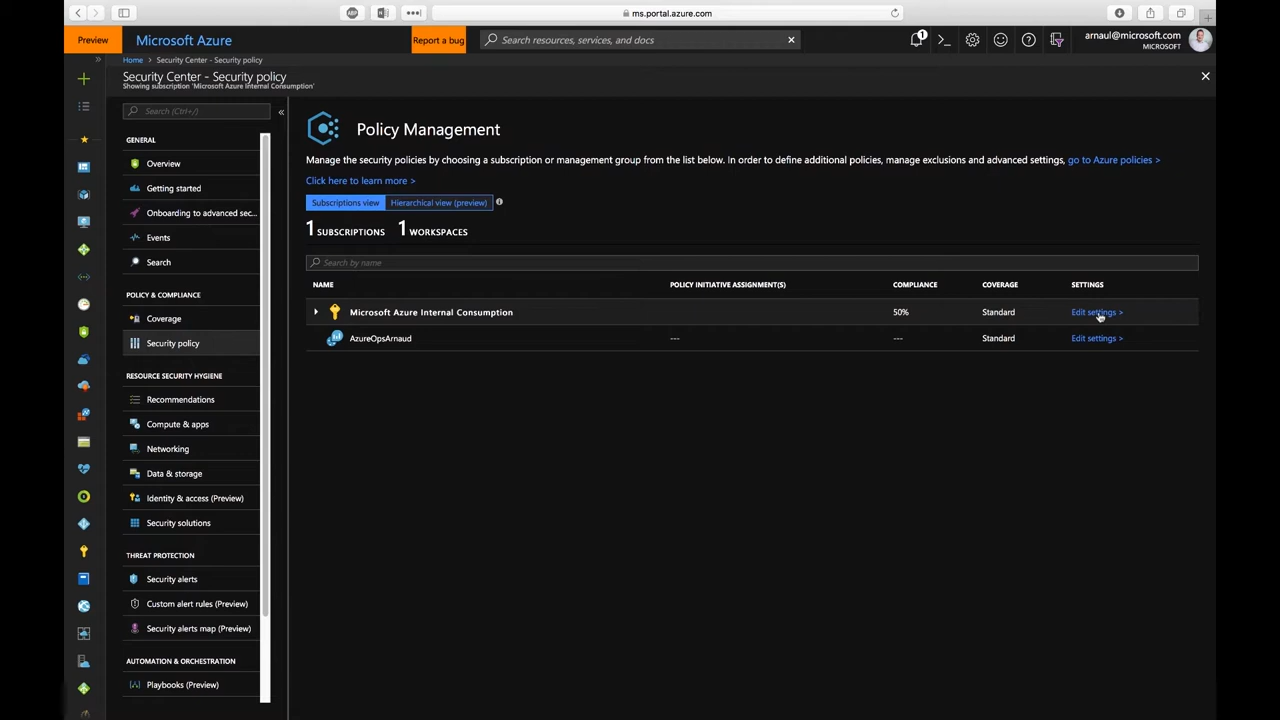 ms.portal.azure.com
Preview
Microsoft Azure
Report a bug
Search resources, services, and docs
1
arnaul@microsoft.com
MICROSOFT
Home > Security Center - Security policy
Security Center - Security policy
Showing subscription 'Microsoft Azure Internal Consumption'
Search (Ctrl+/)
GENERAL
Overview
Getting started
Onboarding to advanced sec...
Events
Search
POLICY & COMPLIANCE
Coverage
Security policy
RESOURCE SECURITY HYGIENE
Recommendations
Compute & apps
Networking
Data & storage
Identity & access (Preview)
Security solutions
THREAT PROTECTION
Security alerts
Custom alert rules (Preview)
Security alerts map (Preview)
AUTOMATION & ORCHESTRATION
Playbooks (Preview)
Policy Management
Manage the security policies by choosing a subscription or management group from the list below. In order to define additional policies, manage exclusions and advanced settings, go to Azure policies >
Click here to learn more >
Subscriptions view Hierarchical view (preview)
1 SUBSCRIPTIONS 1 WORKSPACES
Search by name
NAME POLICY INITIATIVE ASSIGNMENT(S) COMPLIANCE COVERAGE SETTINGS
Microsoft Azure Internal Consumption 50% Standard Edit settings >
AzureOpsArnaud --- --- Standard Edit settings >